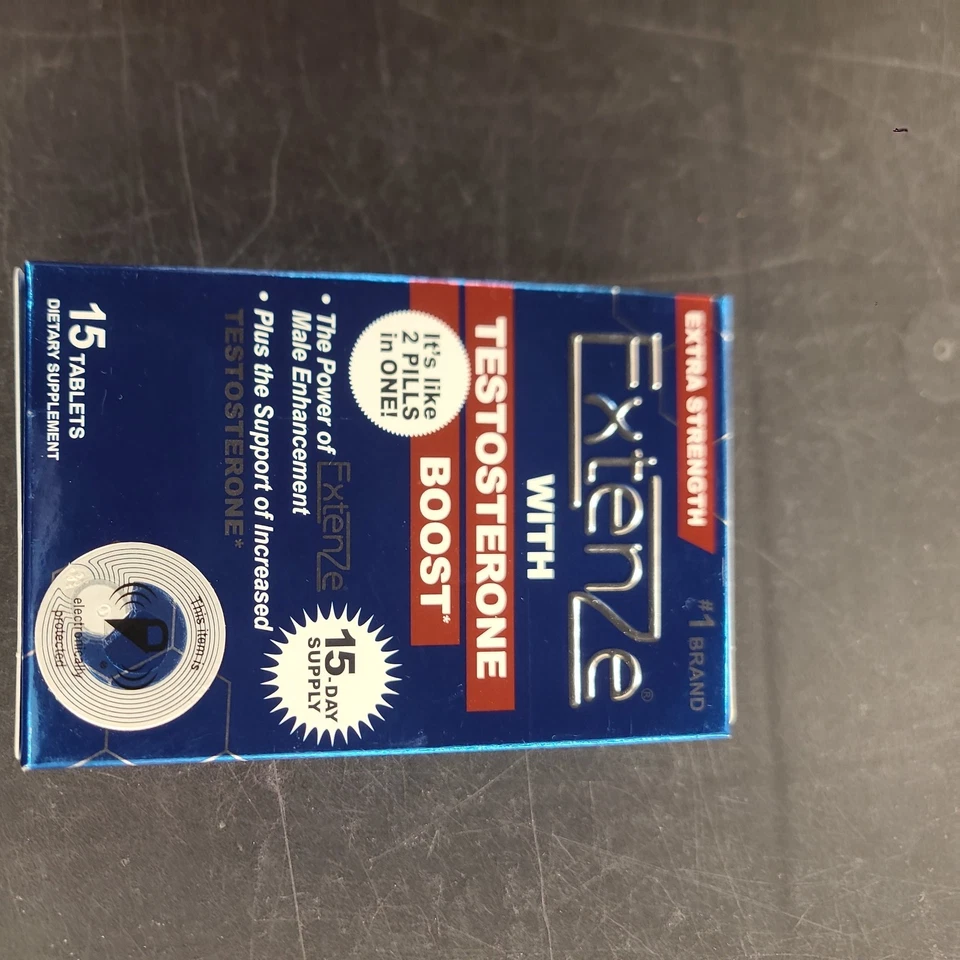 EXTRA STRENGTH
#1 BRAND
ExtenZe®
WITH
TESTOSTERONE
BOOST*
It's like
2 PILLS
in ONE!
• The Power of ExtenZe
Male Enhancement
• Plus the Support of Increased
TESTOSTERONE*
15-DAY
SUPPLY
15 TABLETS
DIETARY SUPPLEMENT
This item is
electronically
protected